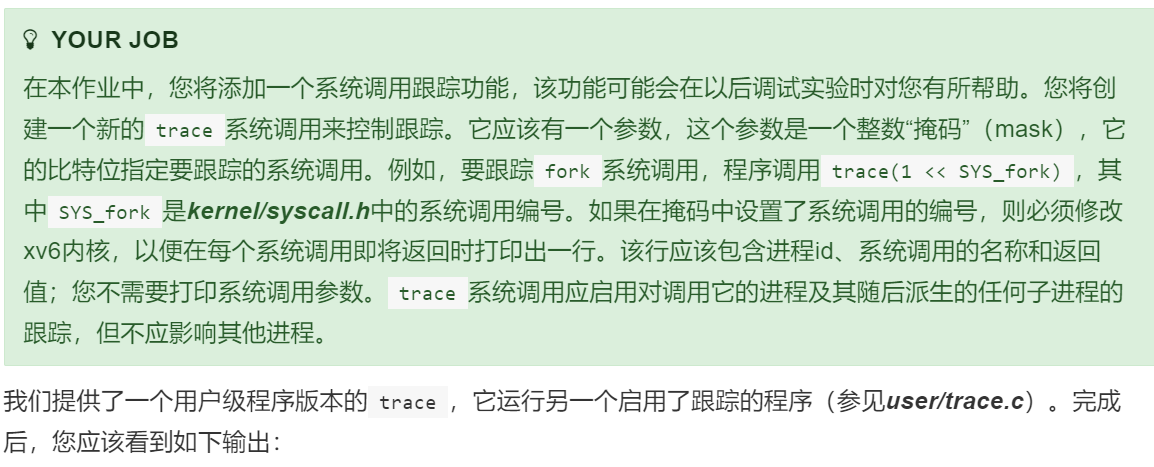 YOUR JOB
在本作业中，您将添加一个系统调用跟踪功能，该功能可能会在以后调试实验时对您有所帮助。您将创
建一个新的 trace 系统调用来控制跟踪。它应该有一个参数，这个参数是一个整数“掩码”（mask），它
的比特位指定要跟踪的系统调用。例如，要跟踪 fork 系统调用，程序调用 trace(1 << SYS_fork) ，其
中 SYS_fork 是kernel/syscall.h中的系统调用编号。如果在掩码中设置了系统调用的编号，则必须修改
xv6内核，以便在每个系统调用即将返回时打印出一行。该行应该包含进程id、系统调用的名称和返回
值；您不需要打印系统调用参数。 trace 系统调用应启用对调用它的进程及其随后派生的任何子进程的
跟踪，但不应影响其他进程。
我们提供了一个用户级程序版本的 trace ，它运行另一个启用了跟踪的程序（参见user/trace.c）。完成
后，您应该看到如下输出：